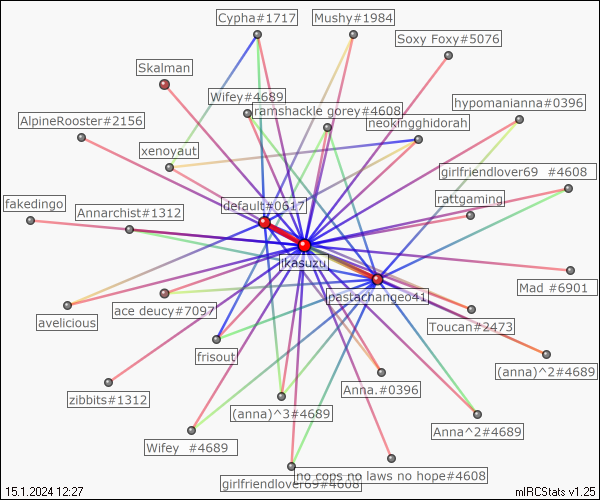 Cypha#1717
Mushy#1984
Soxy Foxy#5076
Skalman
Wifey#4689
ramshackle gorey#4608
hypomanianna#0396
AlpineRooster#2156
neokingghidorah
xenoyaut
girlfriendlover69 _#4608
fakedingo
Annarchist#1312
default#0617
rattgaming
jkasuzu
Mad #6901
pastachangeo41
avelicious
ace deucy#7097
Toucan#2473
frisout
(anna)^2#4689
zibbits#1312
Anna.#0396
(anna)^3#4689
Anna^2#4689
Wifey_#4689
no cops no laws no hope#4608
girlfriendlover69#4608
15.1.2024 12:27
mIRCStats v1.25